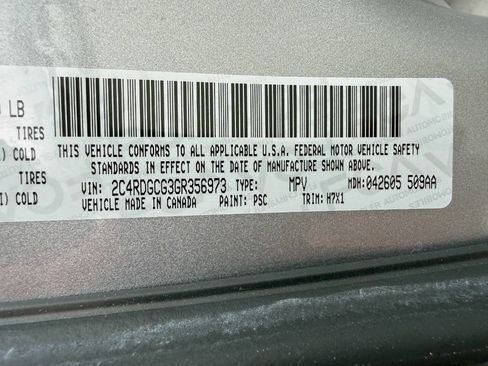 LB
TIRES
COLD
TIRES
COLD
THIS VEHICLE CONFORMS TO ALL APPLICABLE U.S.A. FEDERAL MOTOR VEHICLE SAFETY
STANDARDS IN EFFECT ON THE DATE OF MANUFACTURE SHOWN ABOVE.
VIN: 2C4RDGCG3GR356973 TYPE: MPV MDH: 042605 509AA
VEHICLE MADE IN CANADA PAINT: PSC TRIM: H7X1